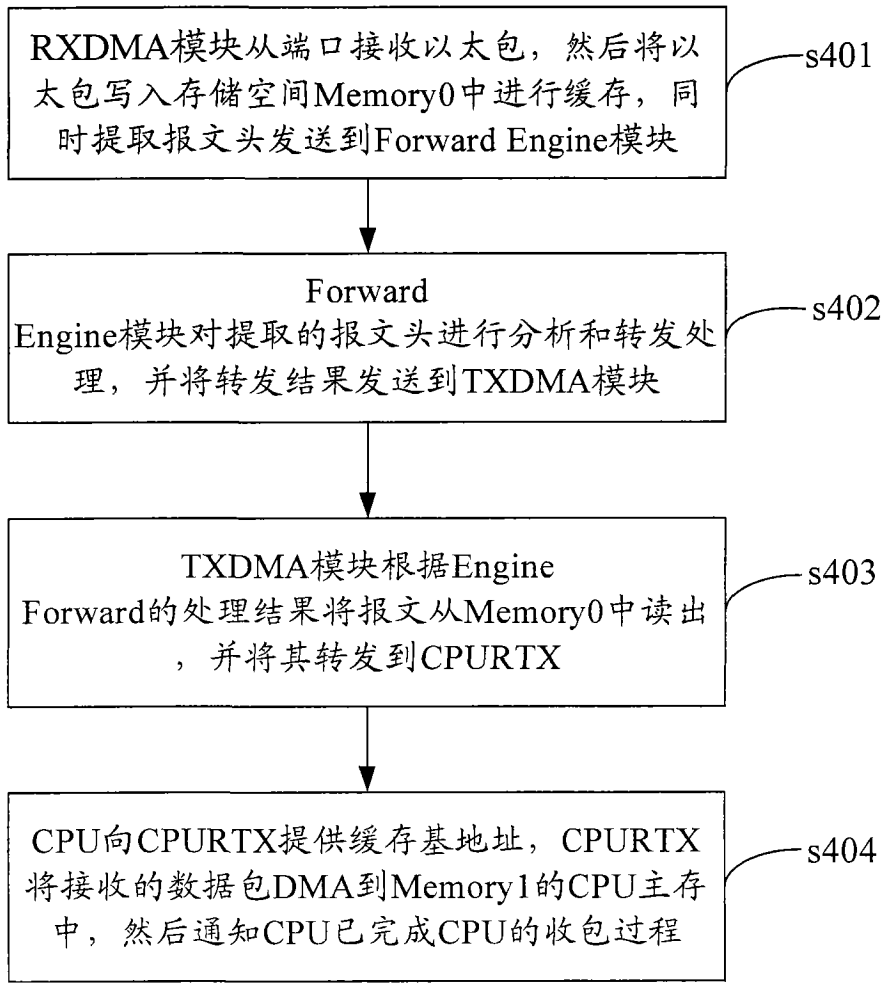 RXDMA模块从端口接收以太包，然后将以
太包写入存储空间Memory0中进行缓存，同
时提取报文头发送到Forward Engine模块
s401
Forward
Engine模块对提取的报文头进行分析和转发处
理，并将转发结果发送到TXDMA模块
s402
TXDMA模块根据Engine
Forward的处理结果将报文从Memory0中读出
，并将其转发到CPURTX
s403
CPU向CPURTX提供缓存基地址，CPURTX
将接收的数据包DMA到Memory1的CPU主存
中，然后通知CPU已完成CPU的收包过程
s404